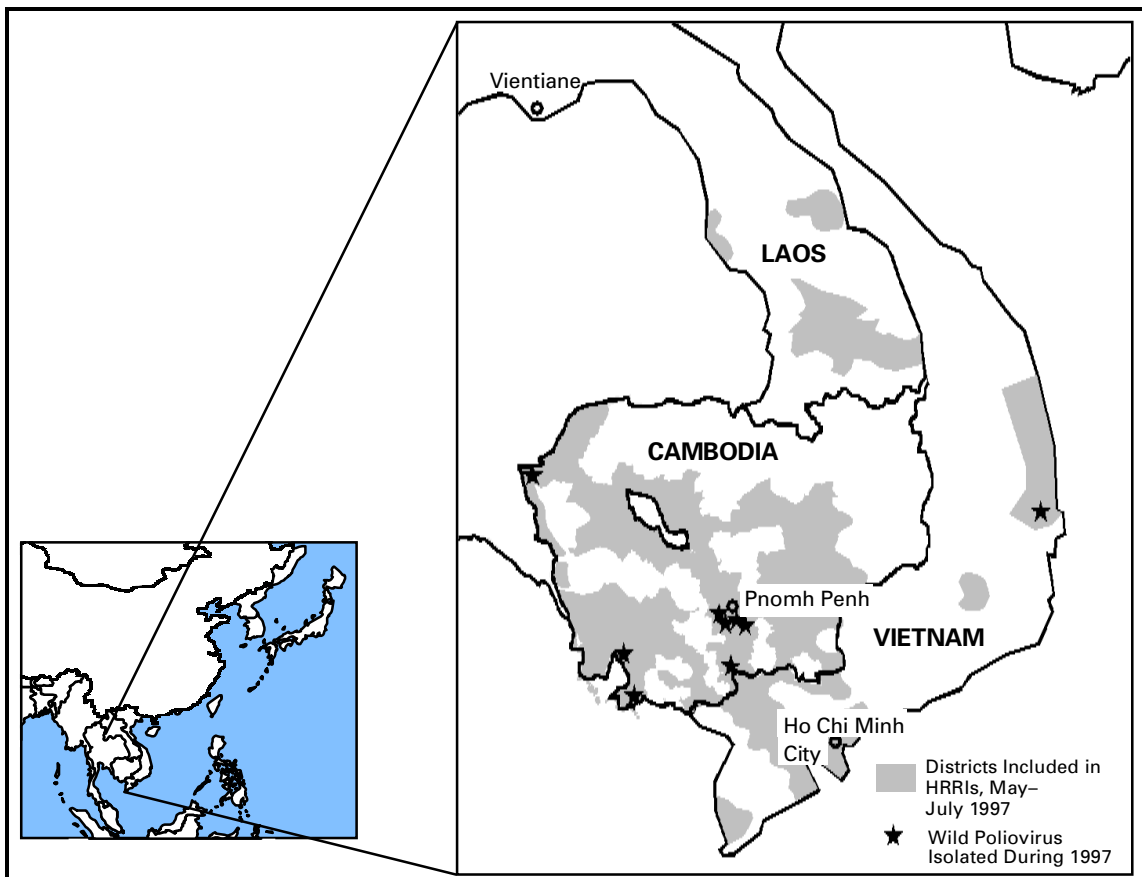 Vientiane
LAOS
CAMBODIA
Pnomh Penh
VIETNAM
Ho Chi Minh
City
Districts Included in
HRRIs, May–
July 1997
Wild Poliovirus
Isolated During 1997